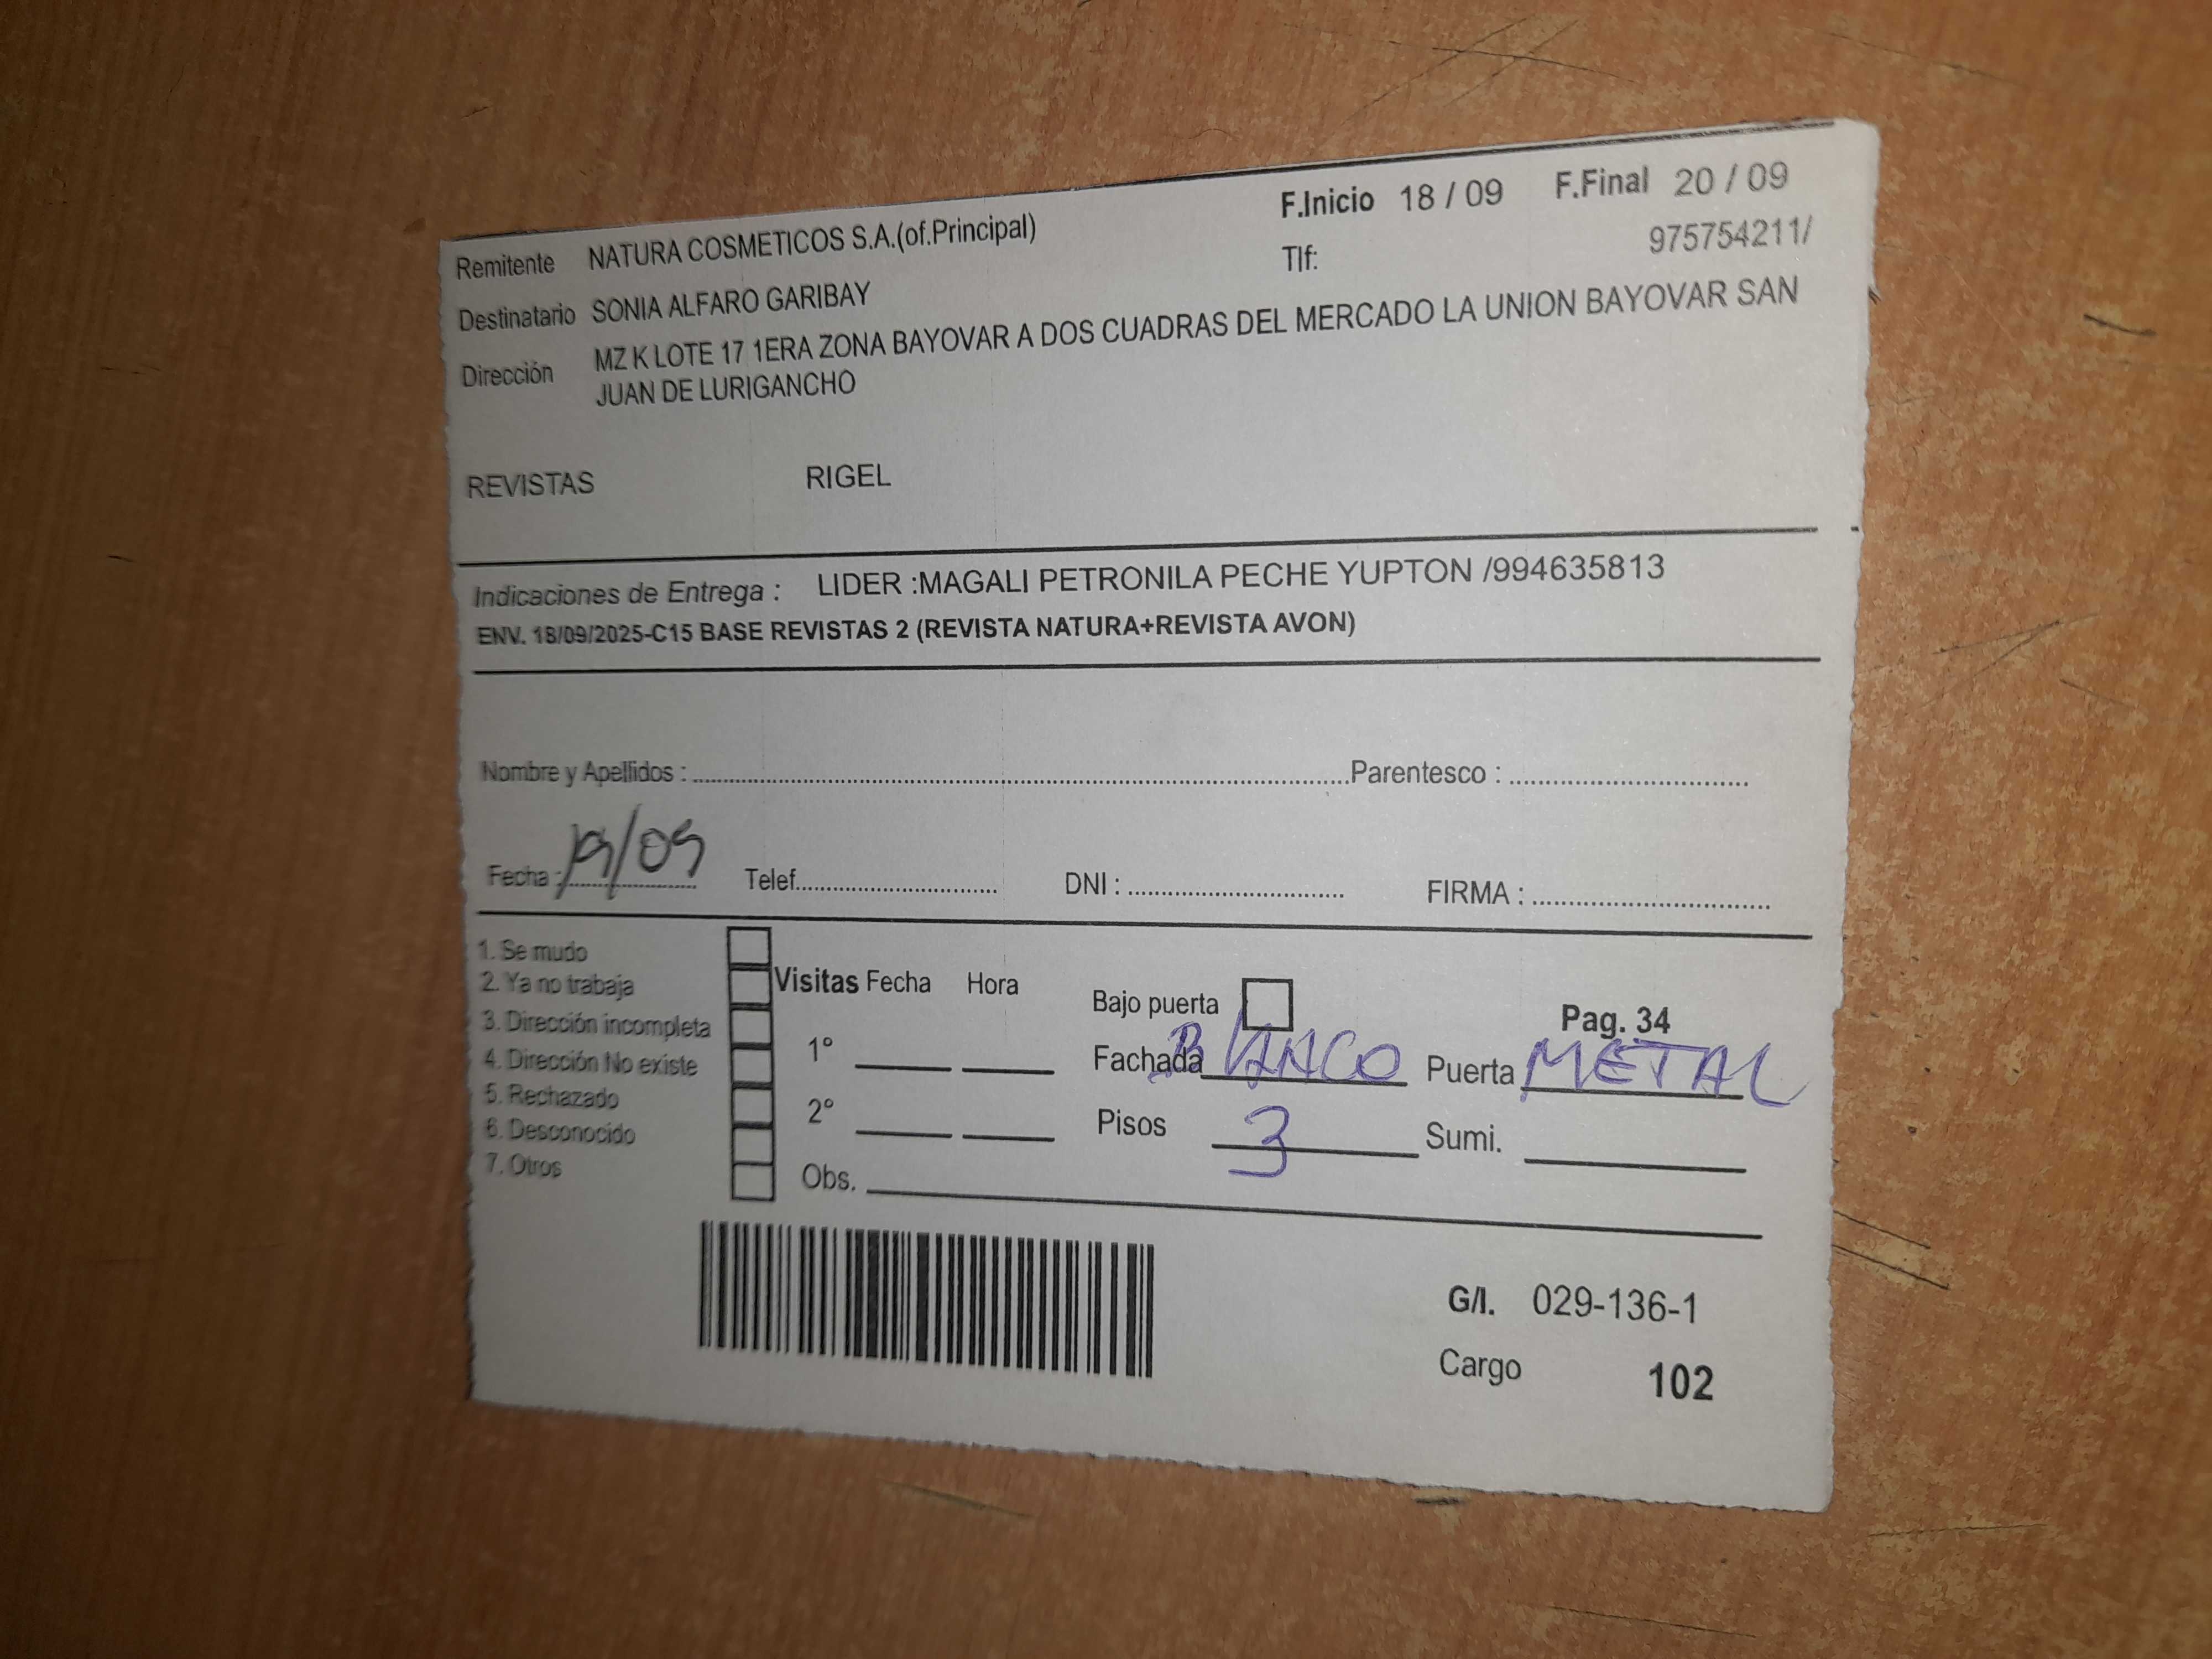 Remitente NATURA COSMETICOS S.A.(of.Principal) F.Inicio 18 / 09 F.Final 20 / 09
Tlf: 975754211/
Destinatario SONIA ALFARO GARIBAY
Dirección MZ K LOTE 17 1ERA ZONA BAYOVAR A DOS CUADRAS DEL MERCADO LA UNION BAYOVAR SAN
JUAN DE LURIGANCHO
REVISTAS RIGEL
Indicaciones de Entrega : LIDER :MAGALI PETRONILA PECHE YUPTON /994635813
ENV. 18/09/2025-C15 BASE REVISTAS 2 (REVISTA NATURA+REVISTA AVON)
Nombre y Apellidos : Parentesco :
Fecha : 19/09 Telef. DNI : FIRMA :
1. Se mudo
2. Ya no trabaja
3. Dirección incompleta
4. Dirección No existe
5. Rechazado
6. Desconocido
7. Otros
Visitas Fecha Hora
1°
2°
Obs.
Bajo puerta Pag. 34
Fachada BLANCO Puerta METAL
Pisos 3 Sumi.
G/I. 029-136-1
Cargo 102